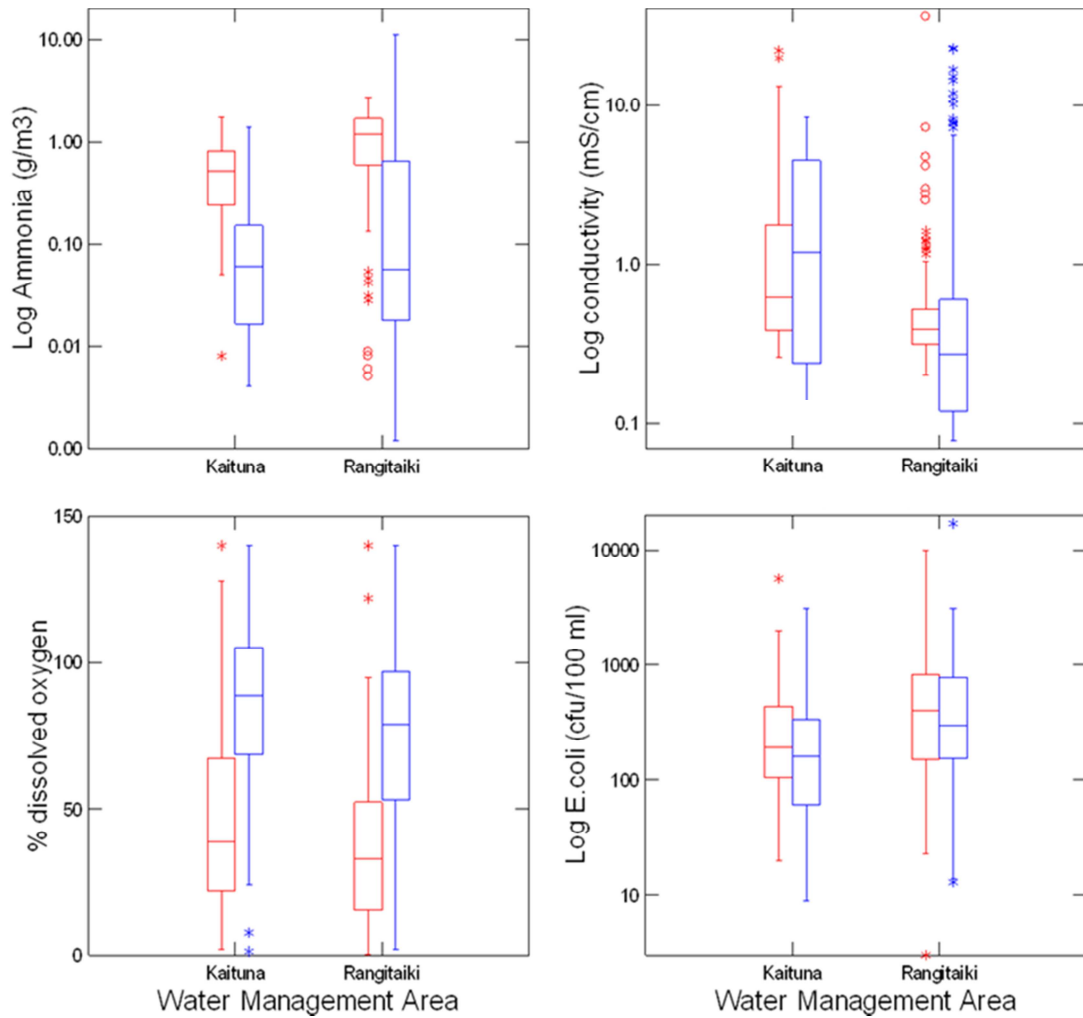 Log Ammonia (g/m3)
10.00
1.00
0.10
0.01
0.00
Kaituna
Rangitaiki
Log conductivity (mS/cm)
10.0
1.0
0.1
Kaituna
Rangitaiki
% dissolved oxygen
150
100
50
0
Kaituna
Rangitaiki
Water Management Area
Log E.coli (cfu/100 ml)
10000
1000
100
10
Kaituna
Rangitaiki
Water Management Area